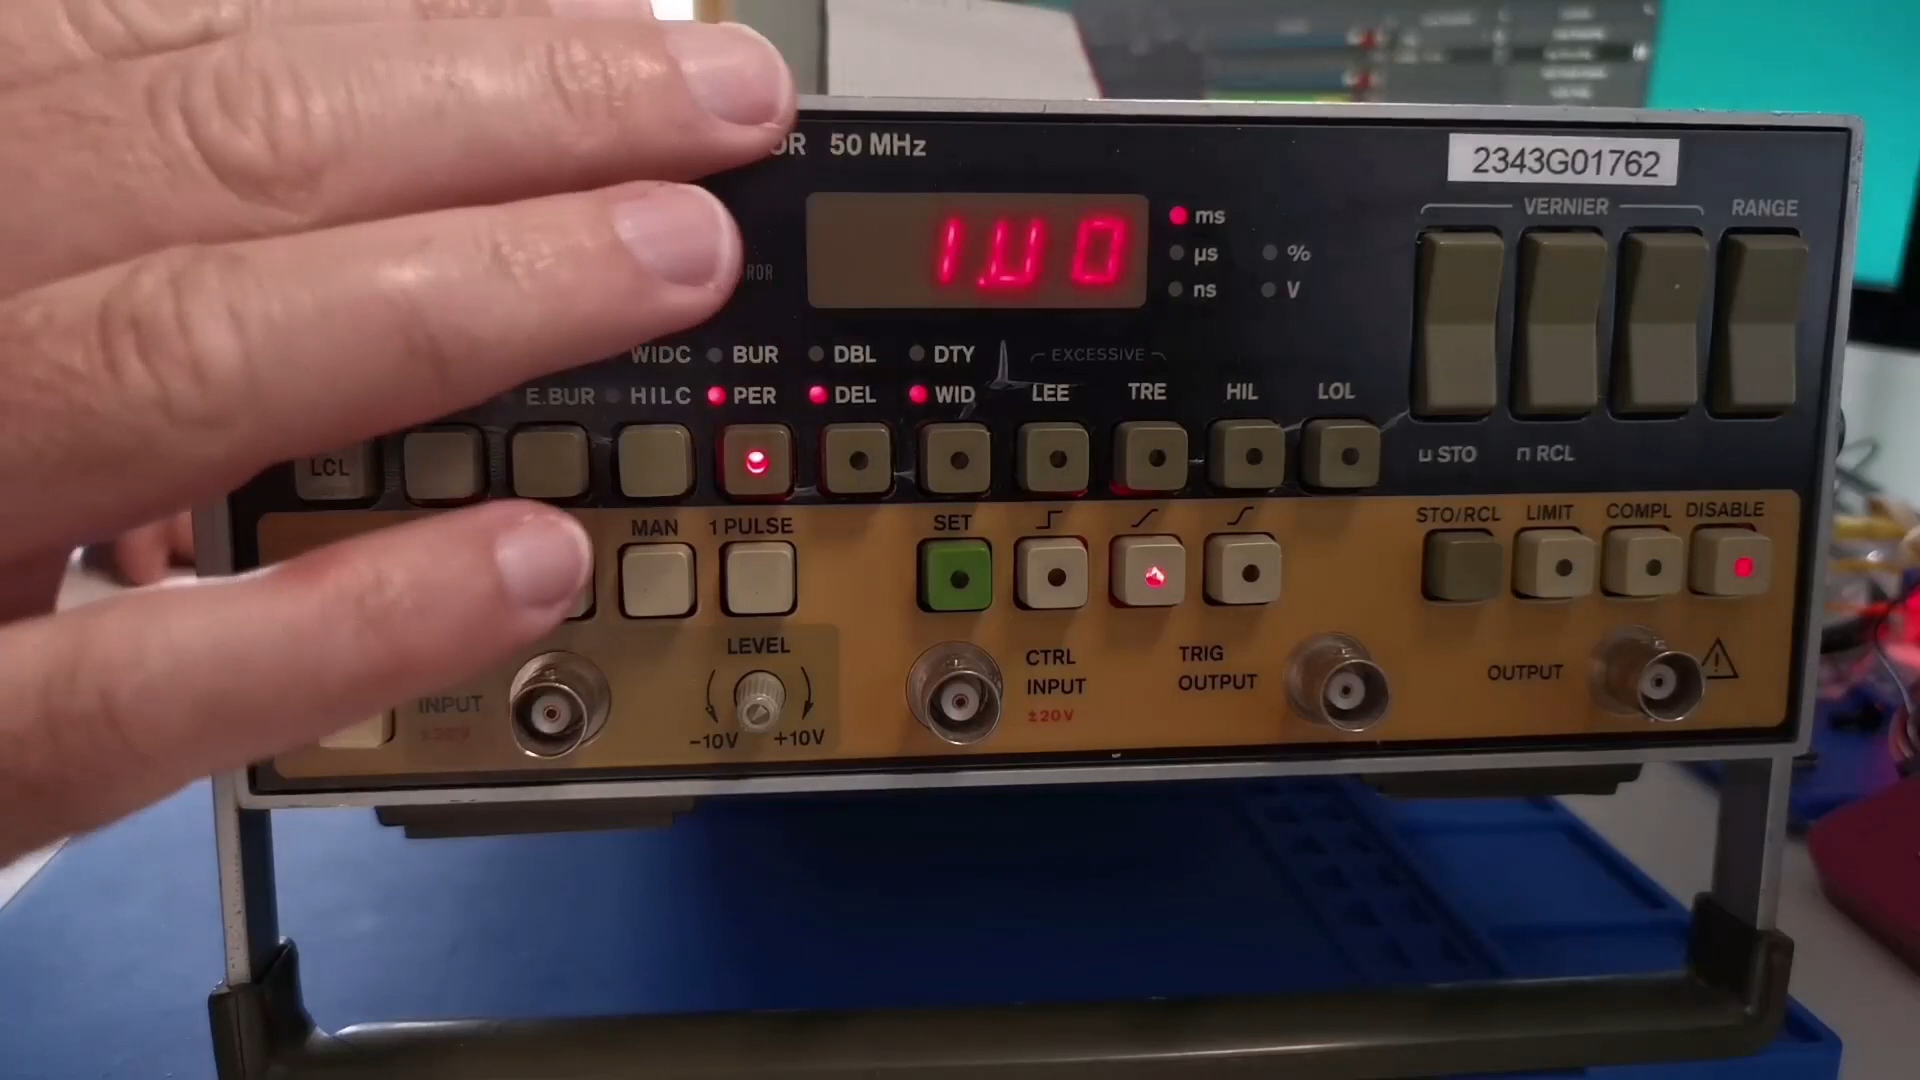 50 MHz
2343G01762
1.00
ms
µs %
ns V
VERNIER RANGE
WIDC BUR DBL DTY EXCESSIVE
E.BUR HILC PER DEL WID LEE TRE HIL LOL
LCL
STO RCL
MAN 1 PULSE SET STO/RCL LIMIT COMPL DISABLE
LEVEL
-10V +10V
INPUT
CTRL
INPUT
±20V
TRIG
OUTPUT
OUTPUT